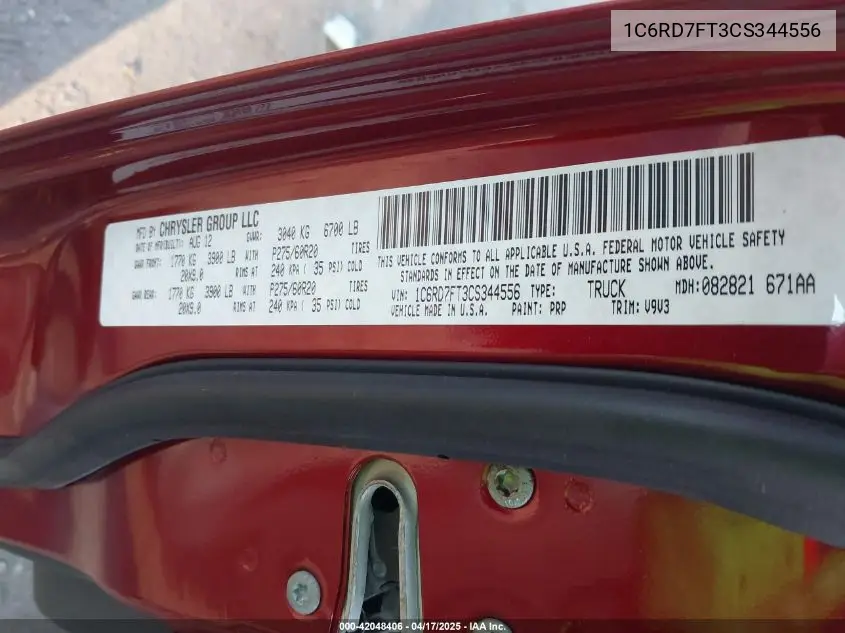 1C6RD7FT3CS344556
MFD BY CHRYSLER GROUP LLC
DATE OF MFR(BUILT): AUG 12 GVWR: 3040 KG 6700 LB
GAWR FRONT: 1770 KG 3900 LB WITH P275/60R20 TIRES
20X9.0 RIMS AT 240 KPA ( 35 PSI) COLD
GAWR REAR: 1770 KG 3900 LB WITH P275/60R20 TIRES
20X9.0 RIMS AT 240 KPA ( 35 PSI) COLD
THIS VEHICLE CONFORMS TO ALL APPLICABLE U.S.A. FEDERAL MOTOR VEHICLE SAFETY
STANDARDS IN EFFECT ON THE DATE OF MANUFACTURE SHOWN ABOVE.
VIN: 1C6RD7FT3CS344556 TYPE: TRUCK MDH:082821 671AA
VEHICLE MADE IN U.S.A. PAINT: PRP TRIM: V9V3
000-42048406 - 04/17/2025 - IAA Inc.